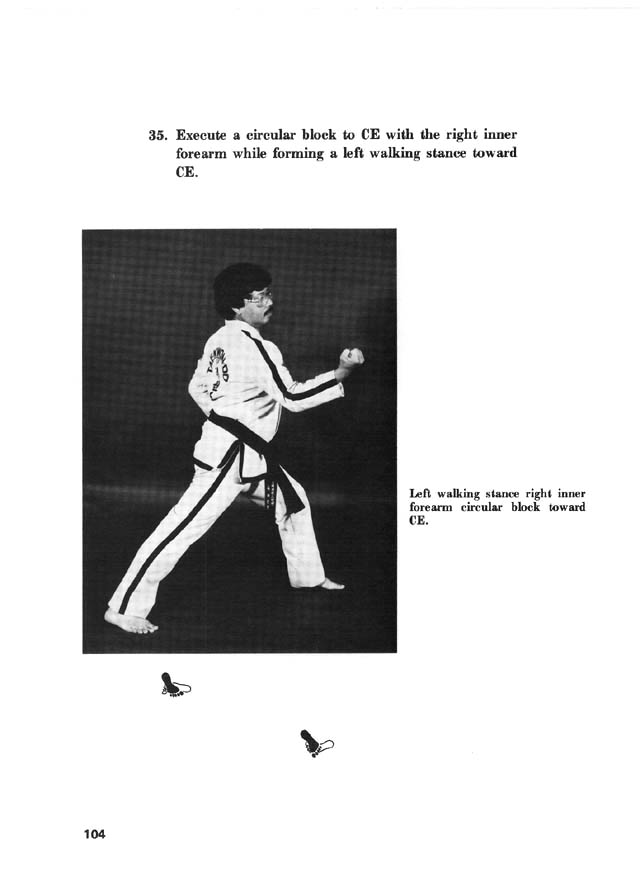 35. Execute a circular block to CE with the right inner
forearm while forming a left walking stance toward
CE.
Left walking stance right inner
forearm circular block toward
CE.
104